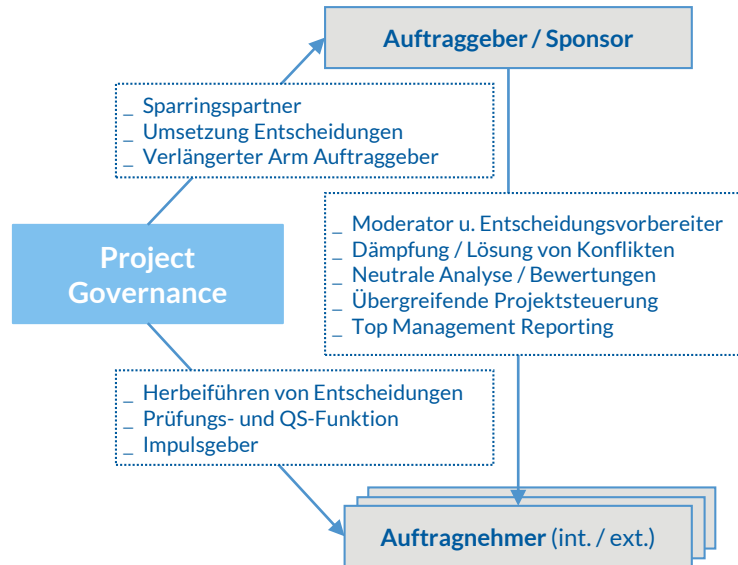 Auftraggeber / Sponsor
_ Sparringspartner
_ Umsetzung Entscheidungen
_ Verlängerter Arm Auftraggeber
_ Moderator u. Entscheidungsvorbereiter
_ Dämpfung / Lösung von Konflikten
_ Neutrale Analyse / Bewertungen
_ Übergreifende Projektsteuerung
_ Top Management Reporting
Project
Governance
_ Herbeiführen von Entscheidungen
_ Prüfungs- und QS-Funktion
_ Impulsgeber
Auftragnehmer (int. / ext.)